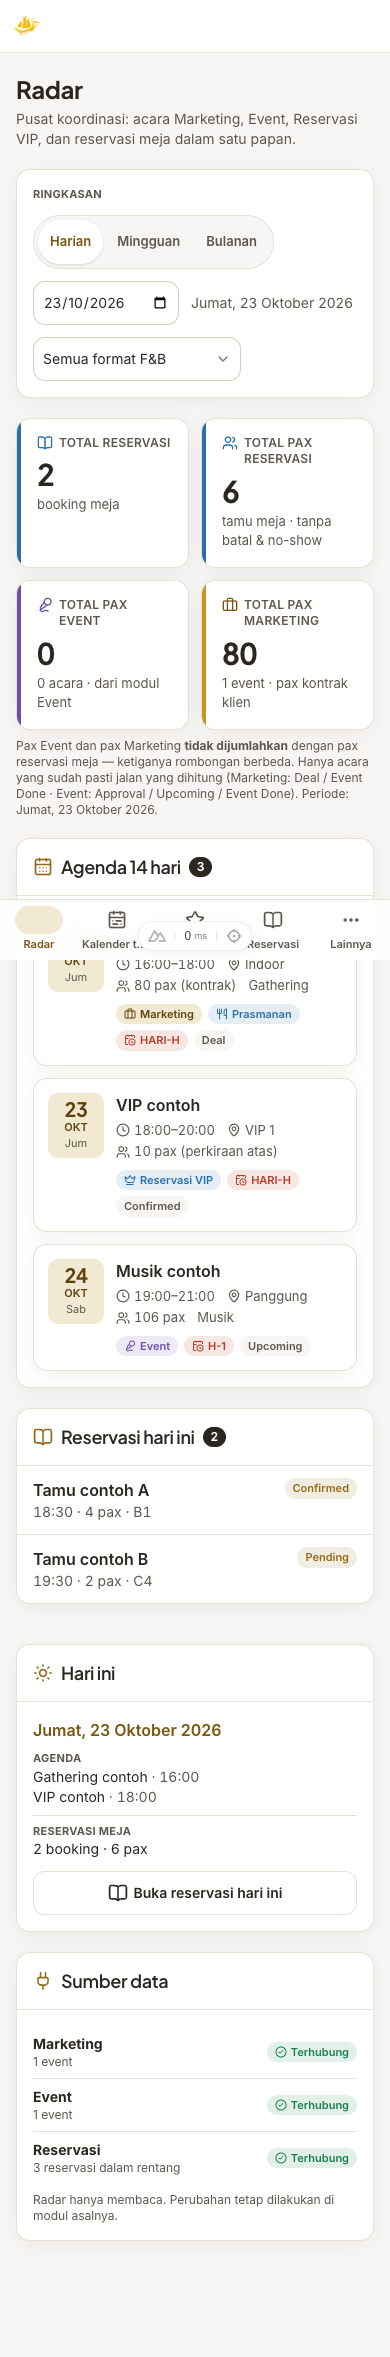 Radar
Pusat koordinasi: acara Marketing, Event, Reservasi
VIP, dan reservasi meja dalam satu papan.
RINGKASAN
Harian Mingguan Bulanan
23/10/2026 Jumat, 23 Oktober 2026
Semua format F&B
TOTAL RESERVASI
2
booking meja
TOTAL PAX
RESERVASI
6
tamu meja · tanpa
batal & no-show
TOTAL PAX
EVENT
0
0 acara · dari modul
Event
TOTAL PAX
MARKETING
80
1 event · pax kontrak
klien
Pax Event dan pax Marketing tidak dijumlahkan dengan pax
reservasi meja — ketiganya rombongan berbeda. Hanya acara
yang sudah pasti jalan yang dihitung (Marketing: Deal / Event
Done · Event: Approval / Upcoming / Event Done). Periode:
Jumat, 23 Oktober 2026.
Agenda 14 hari 3
Radar Kalender t... Reservasi Lainnya
0 ms
OKT
Jum
16:00–18:00 Indoor
80 pax (kontrak) Gathering
Marketing Prasmanan
HARI-H Deal
23
OKT
Jum
VIP contoh
18:00–20:00 VIP 1
10 pax (perkiraan atas)
Reservasi VIP HARI-H
Confirmed
24
OKT
Sab
Musik contoh
19:00–21:00 Panggung
106 pax Musik
Event H-1 Upcoming
Reservasi hari ini 2
Tamu contoh A Confirmed
18:30 · 4 pax · B1
Tamu contoh B Pending
19:30 · 2 pax · C4
Hari ini
Jumat, 23 Oktober 2026
AGENDA
Gathering contoh · 16:00
VIP contoh · 18:00
RESERVASI MEJA
2 booking · 6 pax
Buka reservasi hari ini
Sumber data
Marketing
1 event
Terhubung
Event
1 event
Terhubung
Reservasi
3 reservasi dalam rentang
Terhubung
Radar hanya membaca. Perubahan tetap dilakukan di
modul asalnya.